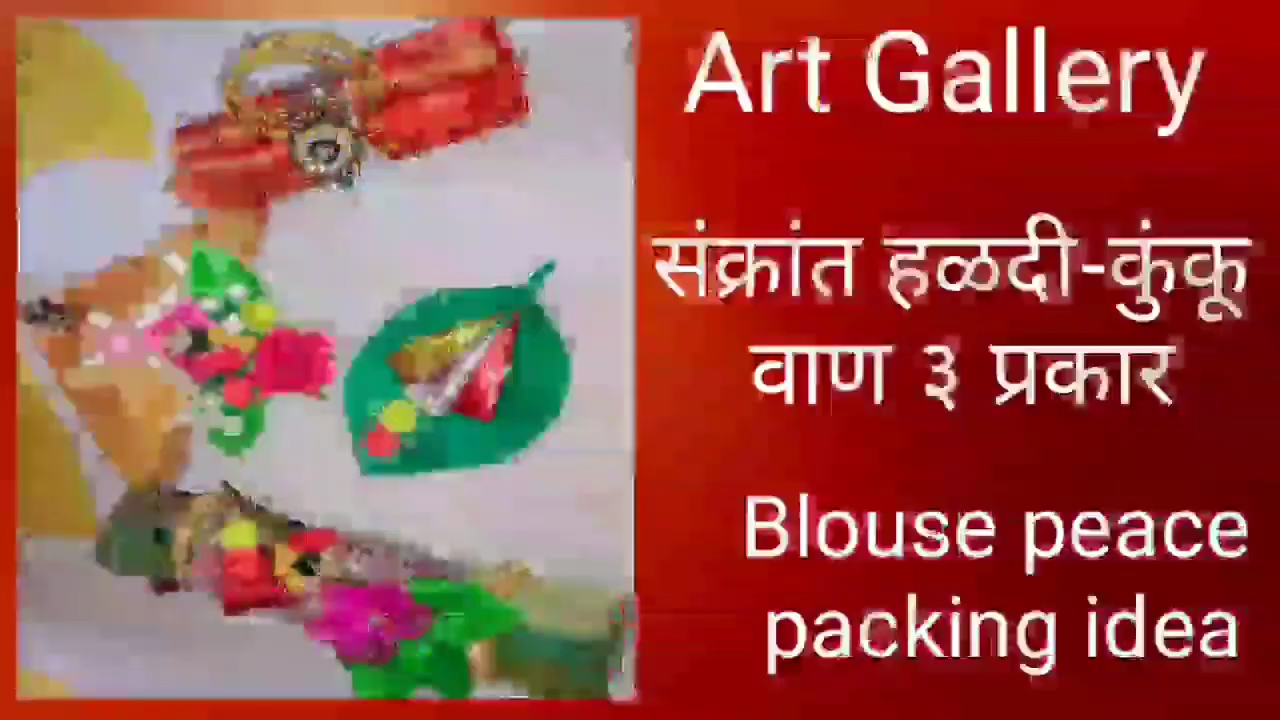 Art Gallery
संक्रांत हळदी-कुंकू
वाण ३ प्रकार
Blouse peace
packing idea